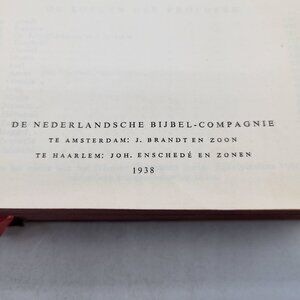 DE NEDERLANDSCHE BIJBEL-COMPAGNIE
TE AMSTERDAM: J. BRANDT EN ZOON
TE HAARLEM: JOH. ENSCHEDÉ EN ZONEN
1938